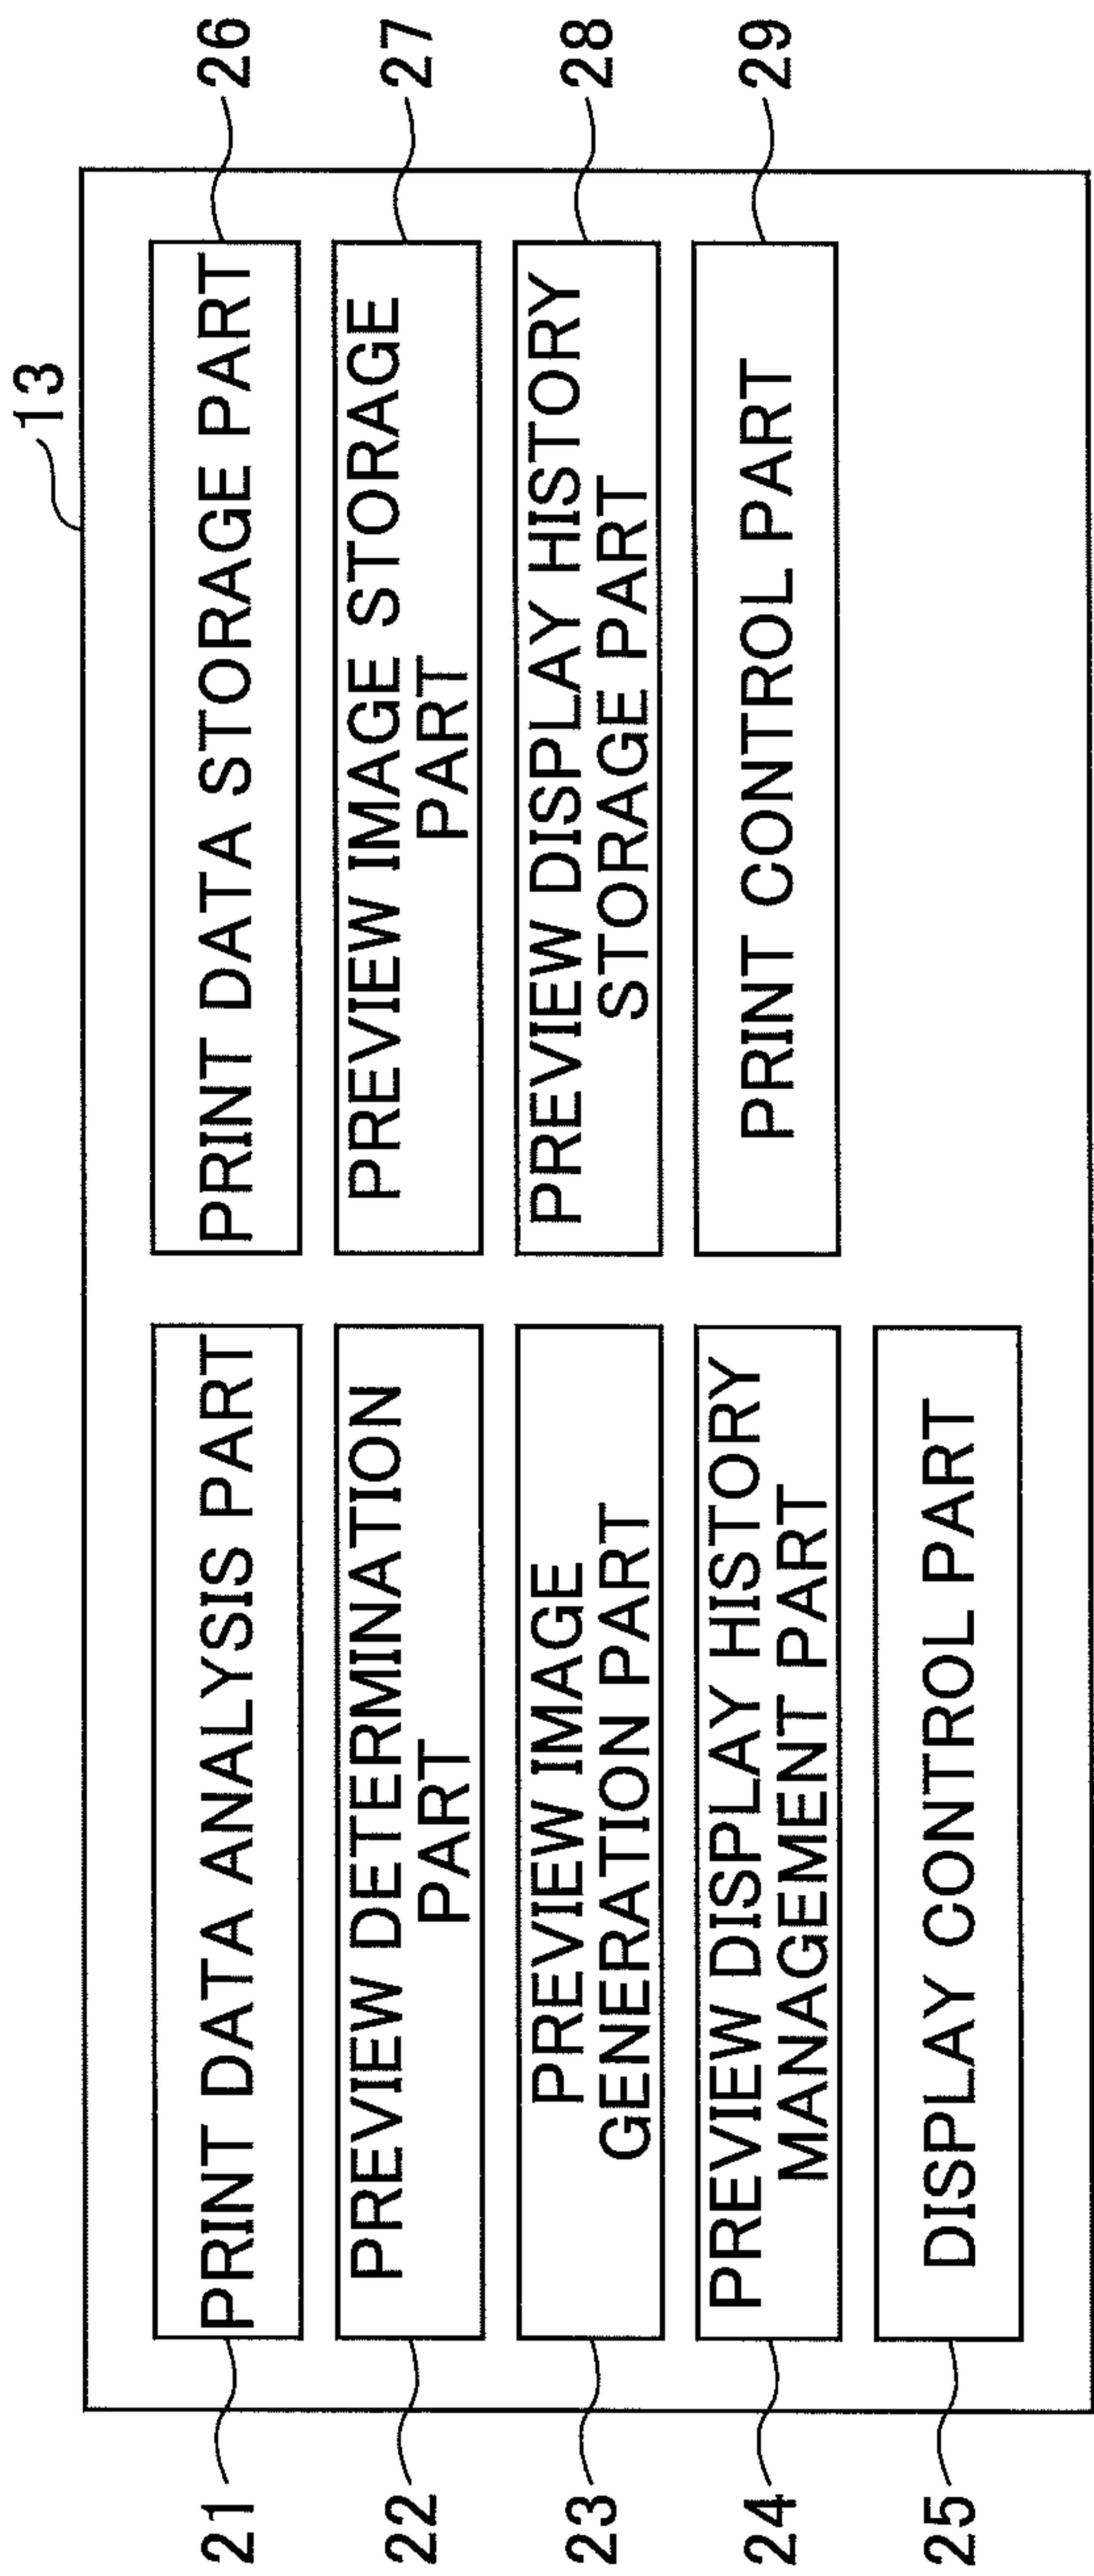 13
21
PRINT DATA ANALYSIS PART
22
PREVIEW DETERMINATION
PART
23
PREVIEW IMAGE
GENERATION PART
24
PREVIEW DISPLAY HISTORY
MANAGEMENT PART
25
DISPLAY CONTROL PART
PRINT DATA STORAGE PART
26
PREVIEW IMAGE STORAGE
PART
27
PREVIEW DISPLAY HISTORY
STORAGE PART
28
PRINT CONTROL PART
29